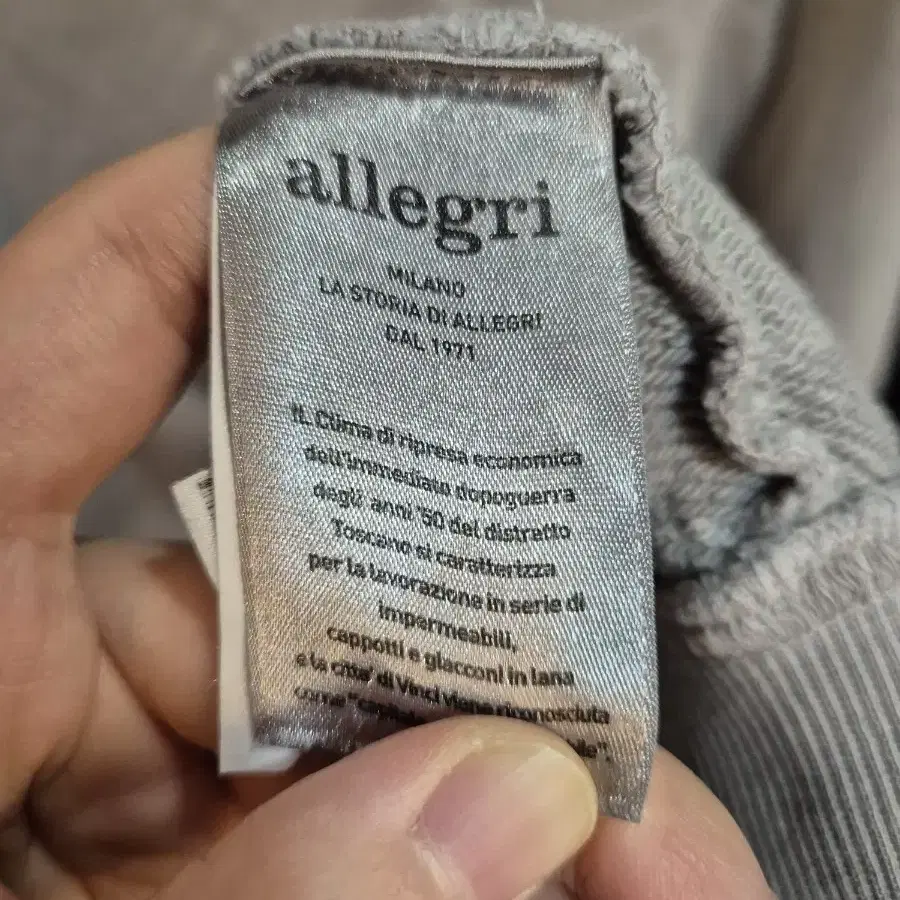 allegri
MILANO
LA STORIA DI ALLEGRI
DAL 1971
IL Clima di ripresa economica
dell'immediato dopoguerra
degli anni '50 del distretto
Toscano si caratterizza
per la lavorazione in serie di
impermeabili,
cappotti e giacconi in lana
e la citta' di Vinci viene riconosciuta
come